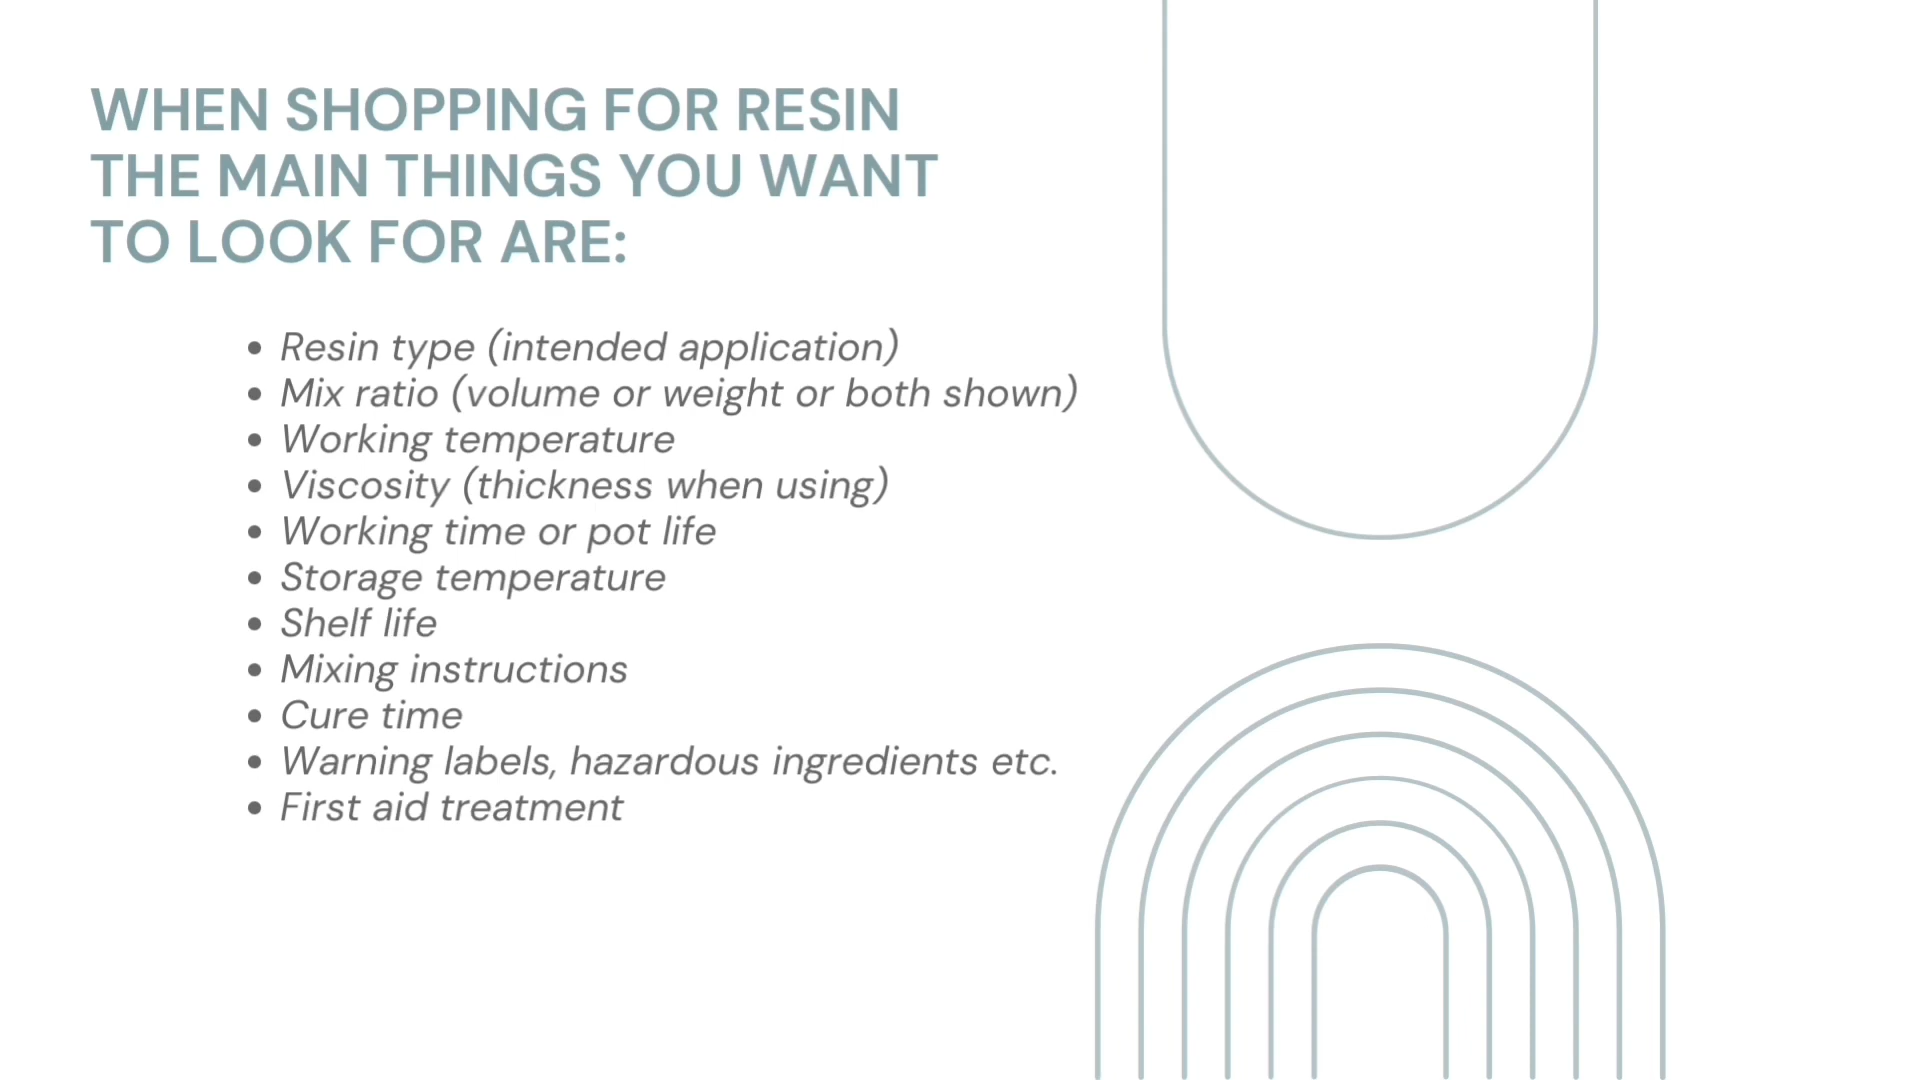 WHEN SHOPPING FOR RESIN
THE MAIN THINGS YOU WANT
TO LOOK FOR ARE:
• Resin type (intended application)
• Mix ratio (volume or weight or both shown)
• Working temperature
• Viscosity (thickness when using)
• Working time or pot life
• Storage temperature
• Shelf life
• Mixing instructions
• Cure time
• Warning labels, hazardous ingredients etc.
• First aid treatment